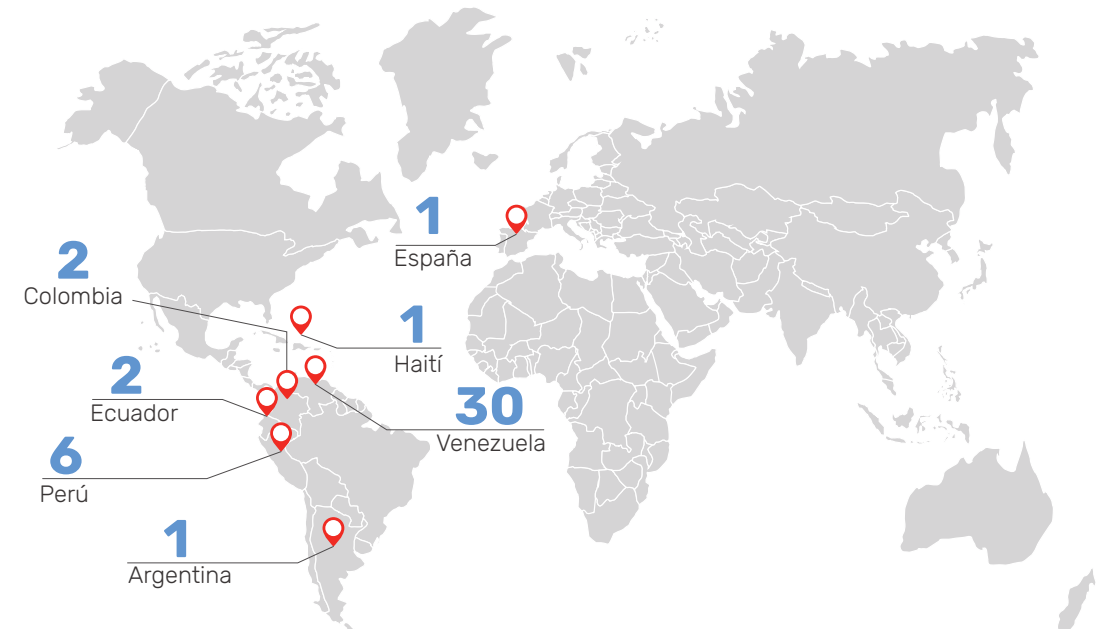 1
España
2
Colombia
1
Haití
2
Ecuador
30
Venezuela
6
Perú
1
Argentina